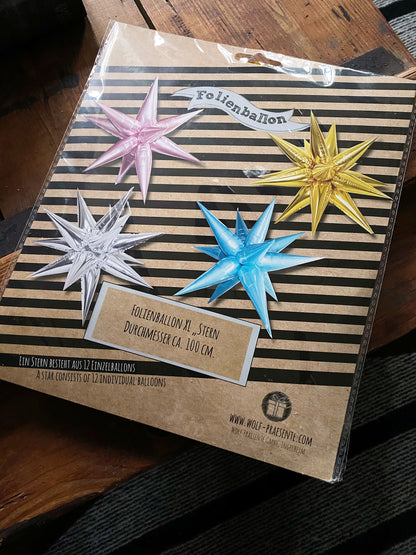 Folienballon
Folienballon XL „Stern
Durchmesser ca. 100 cm.
Ein Stern besteht aus 12 Einzelballons
A star consists of 12 individual balloons
www.wolf-praesente.com